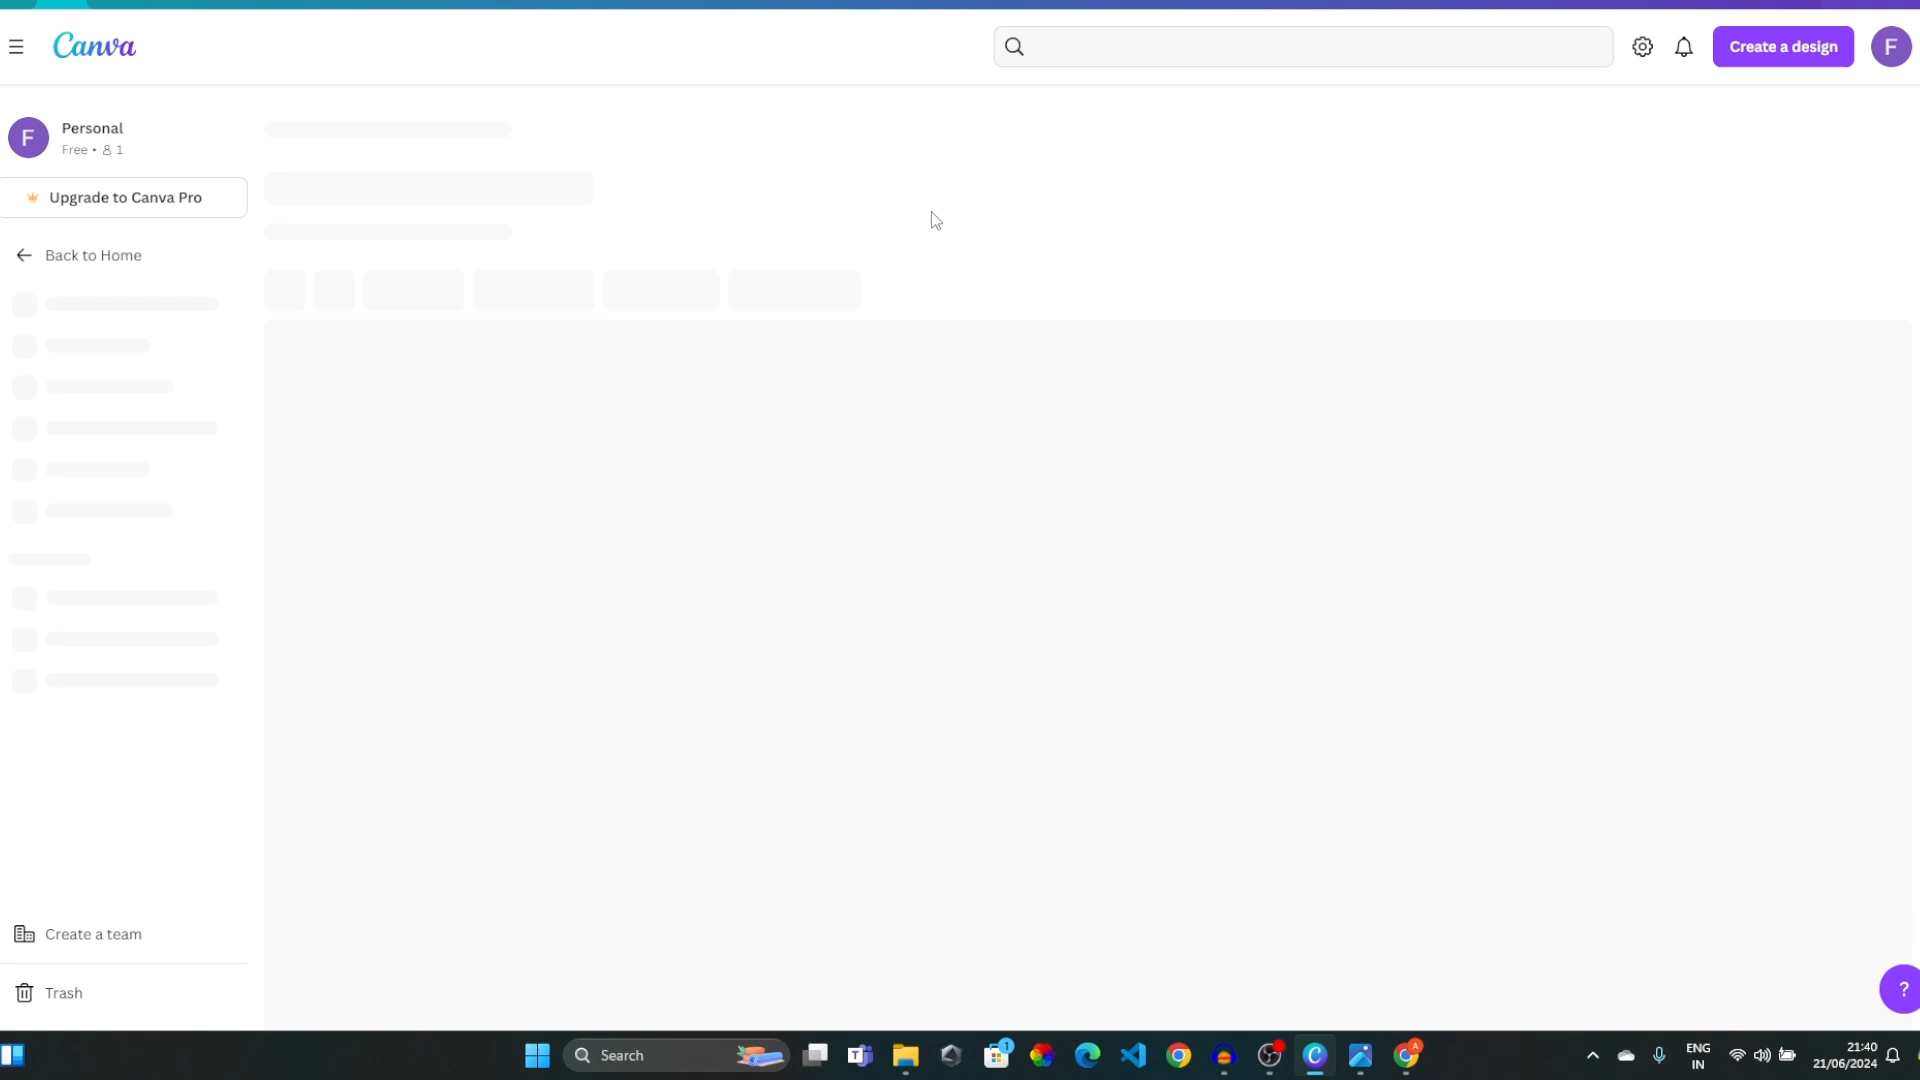 Canva
Create a design
F
F
Personal
Free • 1
Upgrade to Canva Pro
Back to Home
Create a team
Trash
?
Search
1
A
ENG
IN
21:40
21/06/2024